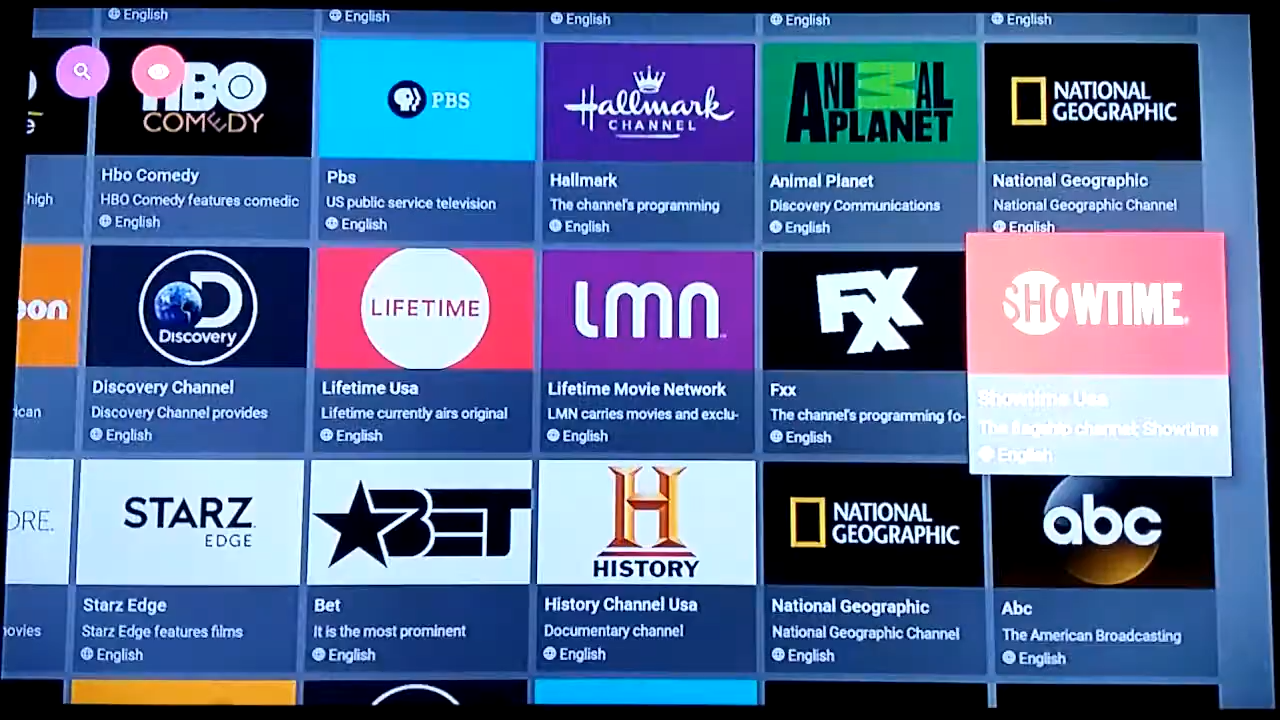 English
English
English
English
English
HBO
COMEDY
PBS
Hallmark
CHANNEL
ANIMAL
PLANET
NATIONAL
GEOGRAPHIC
high
Hbo Comedy
HBO Comedy features comedic
English
Pbs
US public service television
English
Hallmark
The channel's programming
English
Animal Planet
Discovery Communications
English
National Geographic
National Geographic Channel
English
oon
Discovery
LIFETIME
LMN
FXX
SHOWTIME
ican
Discovery Channel
Discovery Channel provides
English
Lifetime Usa
Lifetime currently airs original
English
Lifetime Movie Network
LMN carries movies and exclu-
English
Fxx
The channel's programming fo-
English
Showtime Usa
The flagship channel, Showtime
English
ORE.
STARZ
EDGE
BET
HISTORY
NATIONAL
GEOGRAPHIC
abc
novies
Starz Edge
Starz Edge features films
English
Bet
It is the most prominent
English
History Channel Usa
Documentary channel
English
National Geographic
National Geographic Channel
English
Abc
The American Broadcasting
English